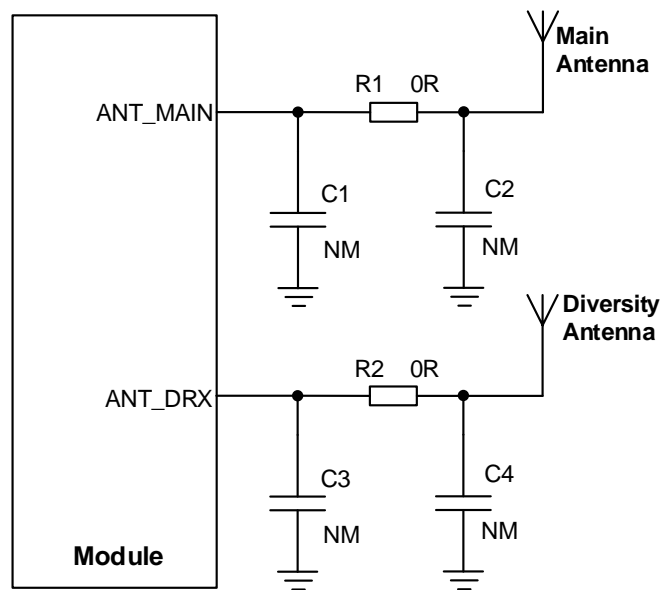 Main
Antenna
R1 0R
ANT_MAIN
C1
C2
NM
NM
Diversity
Antenna
R2 0R
ANT_DRX
C3
C4
NM
NM
Module